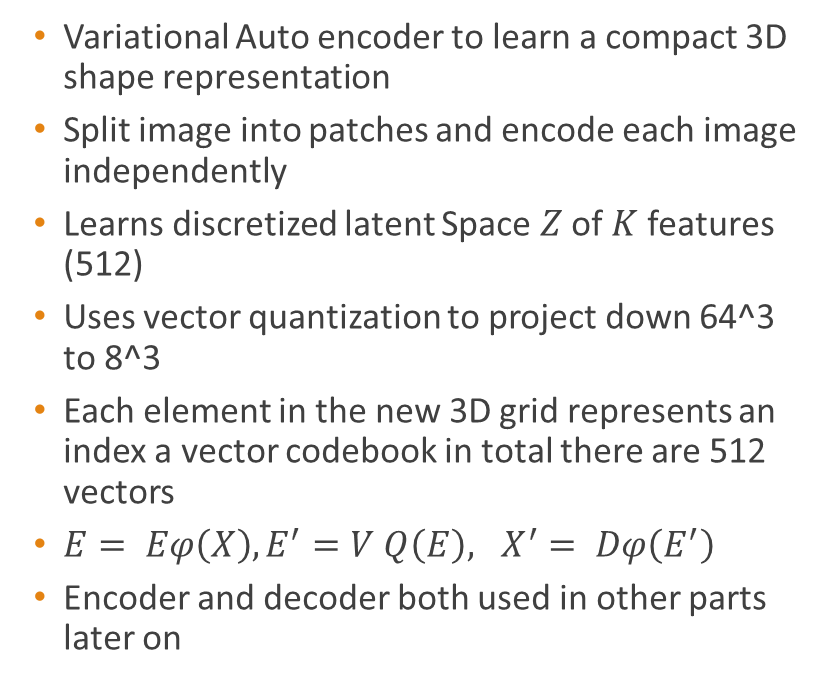 • Variational Auto encoder to learn a compact 3D
shape representation
• Split image into patches and encode each image
independently
• Learns discretized latent Space Z of K features
(512)
• Uses vector quantization to project down 64^3
to 8^3
• Each element in the new 3D grid represents an
index a vector codebook in total there are 512
vectors
• E = Eφ(X), E′ = V Q(E), X′ = Dφ(E′)
• Encoder and decoder both used in other parts
later on